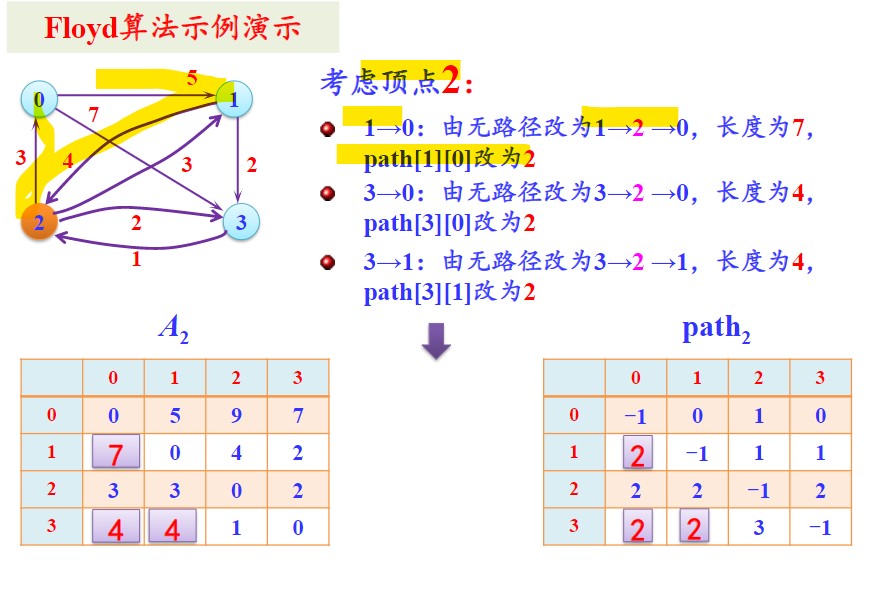 Floyd算法示例演示
0
1
2
3
5
7
3
4
3
2
2
1
考虑顶点2：
1→0：由无路径改为1→2 →0，长度为7，
path[1][0]改为2
3→0：由无路径改为3→2 →0，长度为4，
path[3][0]改为2
3→1：由无路径改为3→2 →1，长度为4，
path[3][1]改为2
A2
0 1 2 3
0 0 5 9 7
1 7 0 4 2
2 3 3 0 2
3 4 4 1 0
path2
0 1 2 3
0 −1 0 1 0
1 2 −1 1 1
2 2 2 −1 2
3 2 2 3 −1